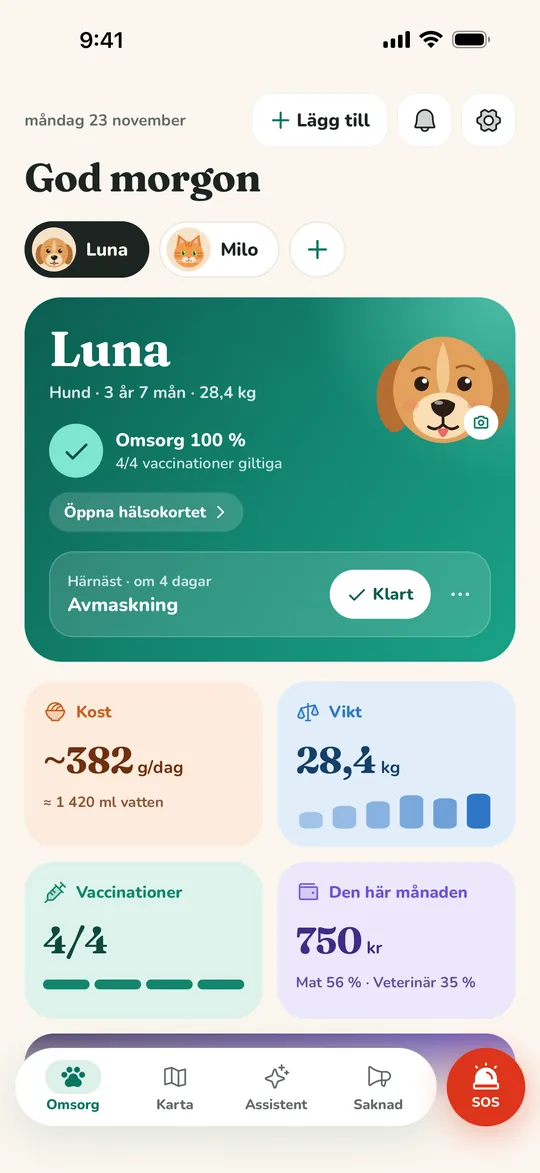 9:41
måndag 23 november
Lägg till
God morgon
Luna
Milo
Luna
Hund · 3 år 7 mån · 28,4 kg
Omsorg 100 %
4/4 vaccinationer giltiga
Öppna hälsokortet
Härnäst · om 4 dagar
Avmaskning
Klart
Kost
~382 g/dag
≈ 1 420 ml vatten
Vikt
28,4 kg
Vaccinationer
4/4
Den här månaden
750 kr
Mat 56 % · Veterinär 35 %
Omsorg
Karta
Assistent
Saknad
SOS